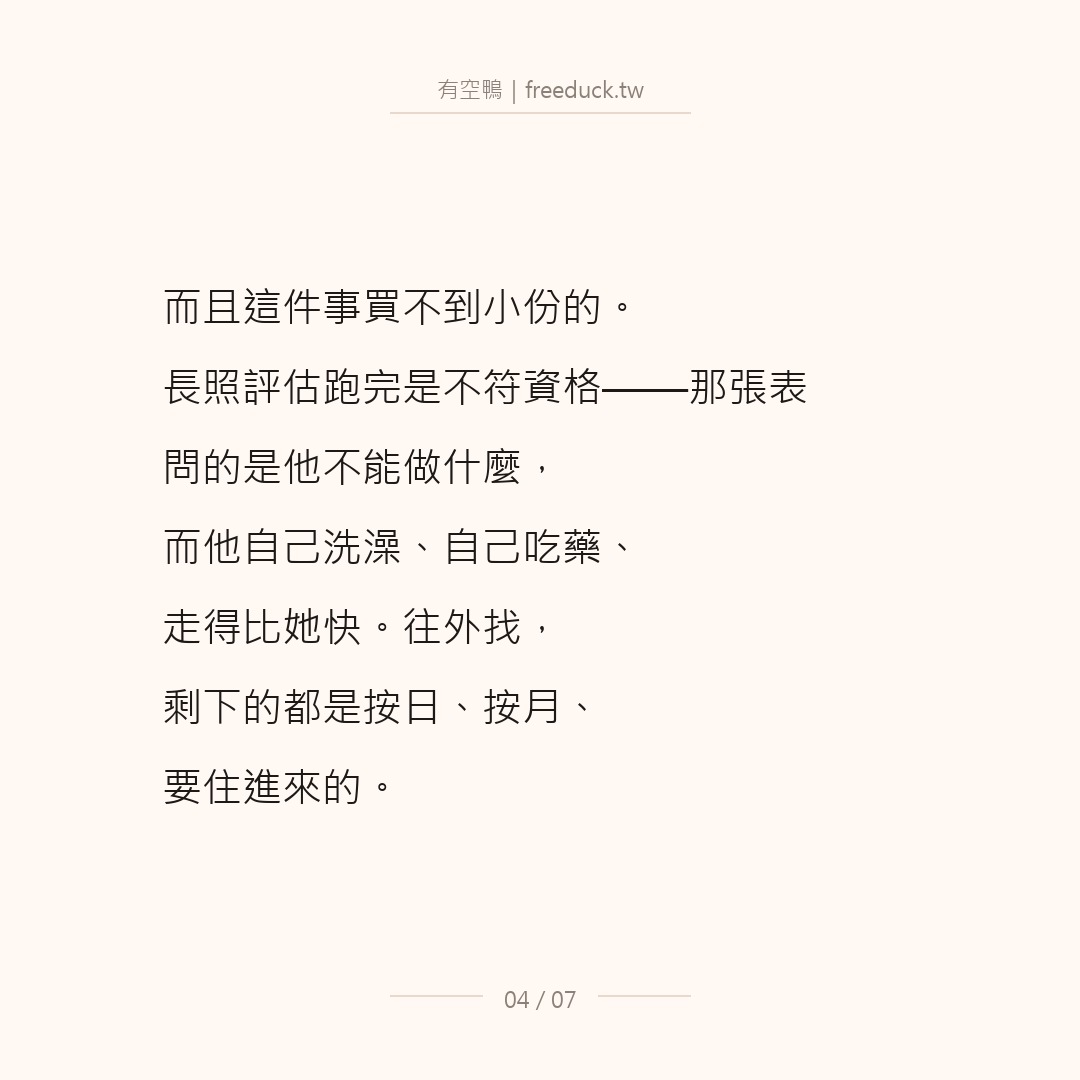 有空鴨｜freeduck.tw
而且這件事買不到小份的。
長照評估跑完是不符資格——那張表
問的是他不能做什麼，
而他自己洗澡、自己吃藥、
走得比她快。往外找，
剩下的都是按日、按月、
要住進來的。
04 / 07